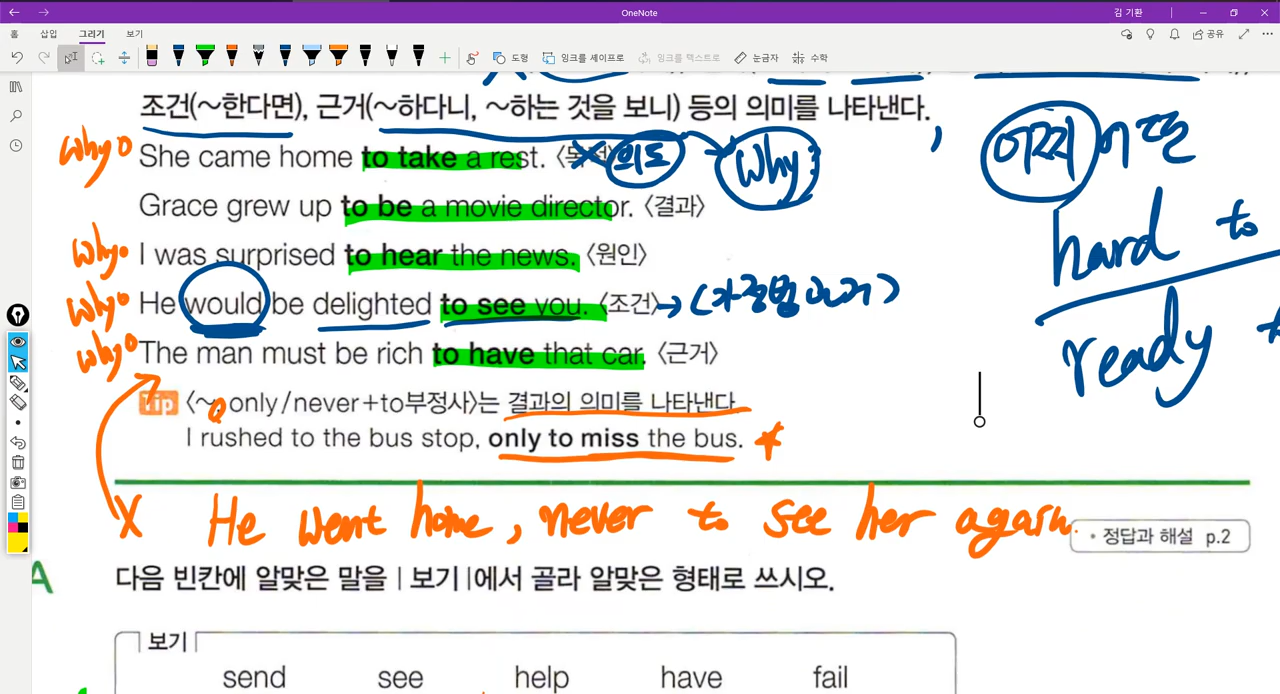 OneNote
김 기환
홈 삽입 그리기 보기
공유
도형 잉크를 셰이프로 잉크를 텍스트로 눈금자 수학
조건(~한다면), 근거(~하다니, ~하는 것을 보니) 등의 의미를 나타낸다.
why
She came home to take a rest. 〈목적 의도 why
어찌 어떤
Grace grew up to be a movie director. 〈결과〉
hard to
why
I was surprised to hear the news. 〈원인〉
why
He would be delighted to see you. 〈조건〉 →
ready
why
The man must be rich to have that car. 〈근거〉
Tip 〈~, only/never+to부정사〉는 결과의 의미를 나타낸다
I rushed to the bus stop, only to miss the bus.
X He went home, never to see her again.
• 정답과 해설 p.2
A 다음 빈칸에 알맞은 말을 | 보기 |에서 골라 알맞은 형태로 쓰시오.
| 보기 |
send see help have fail